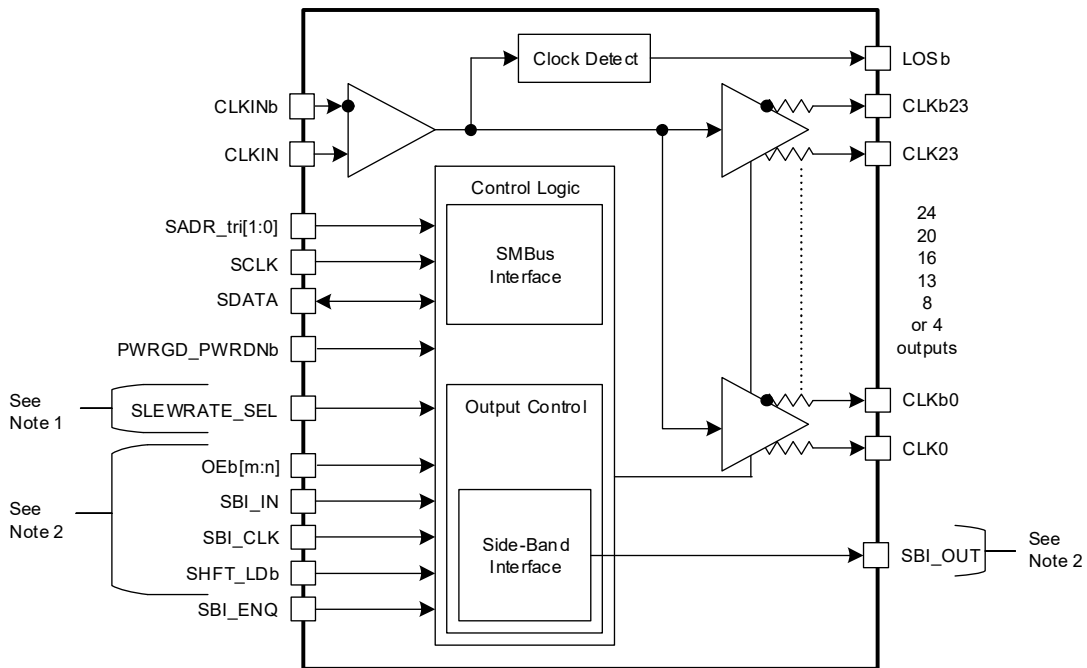 Clock Detect
LOSb
CLKINb
CLKIN
CLKb23
CLK23
Control Logic
SADR_tri[1:0]
SCLK
SDATA
SMBus
Interface
24
20
16
13
8
or 4
outputs
PWRGD_PWRDNb
See
Note 1
SLEWRATE_SEL
Output Control
CLKb0
CLK0
See
Note 2
OEb[m:n]
SBI_IN
SBI_CLK
SHFT_LDb
SBI_ENQ
Side-Band
Interface
SBI_OUT
See
Note 2